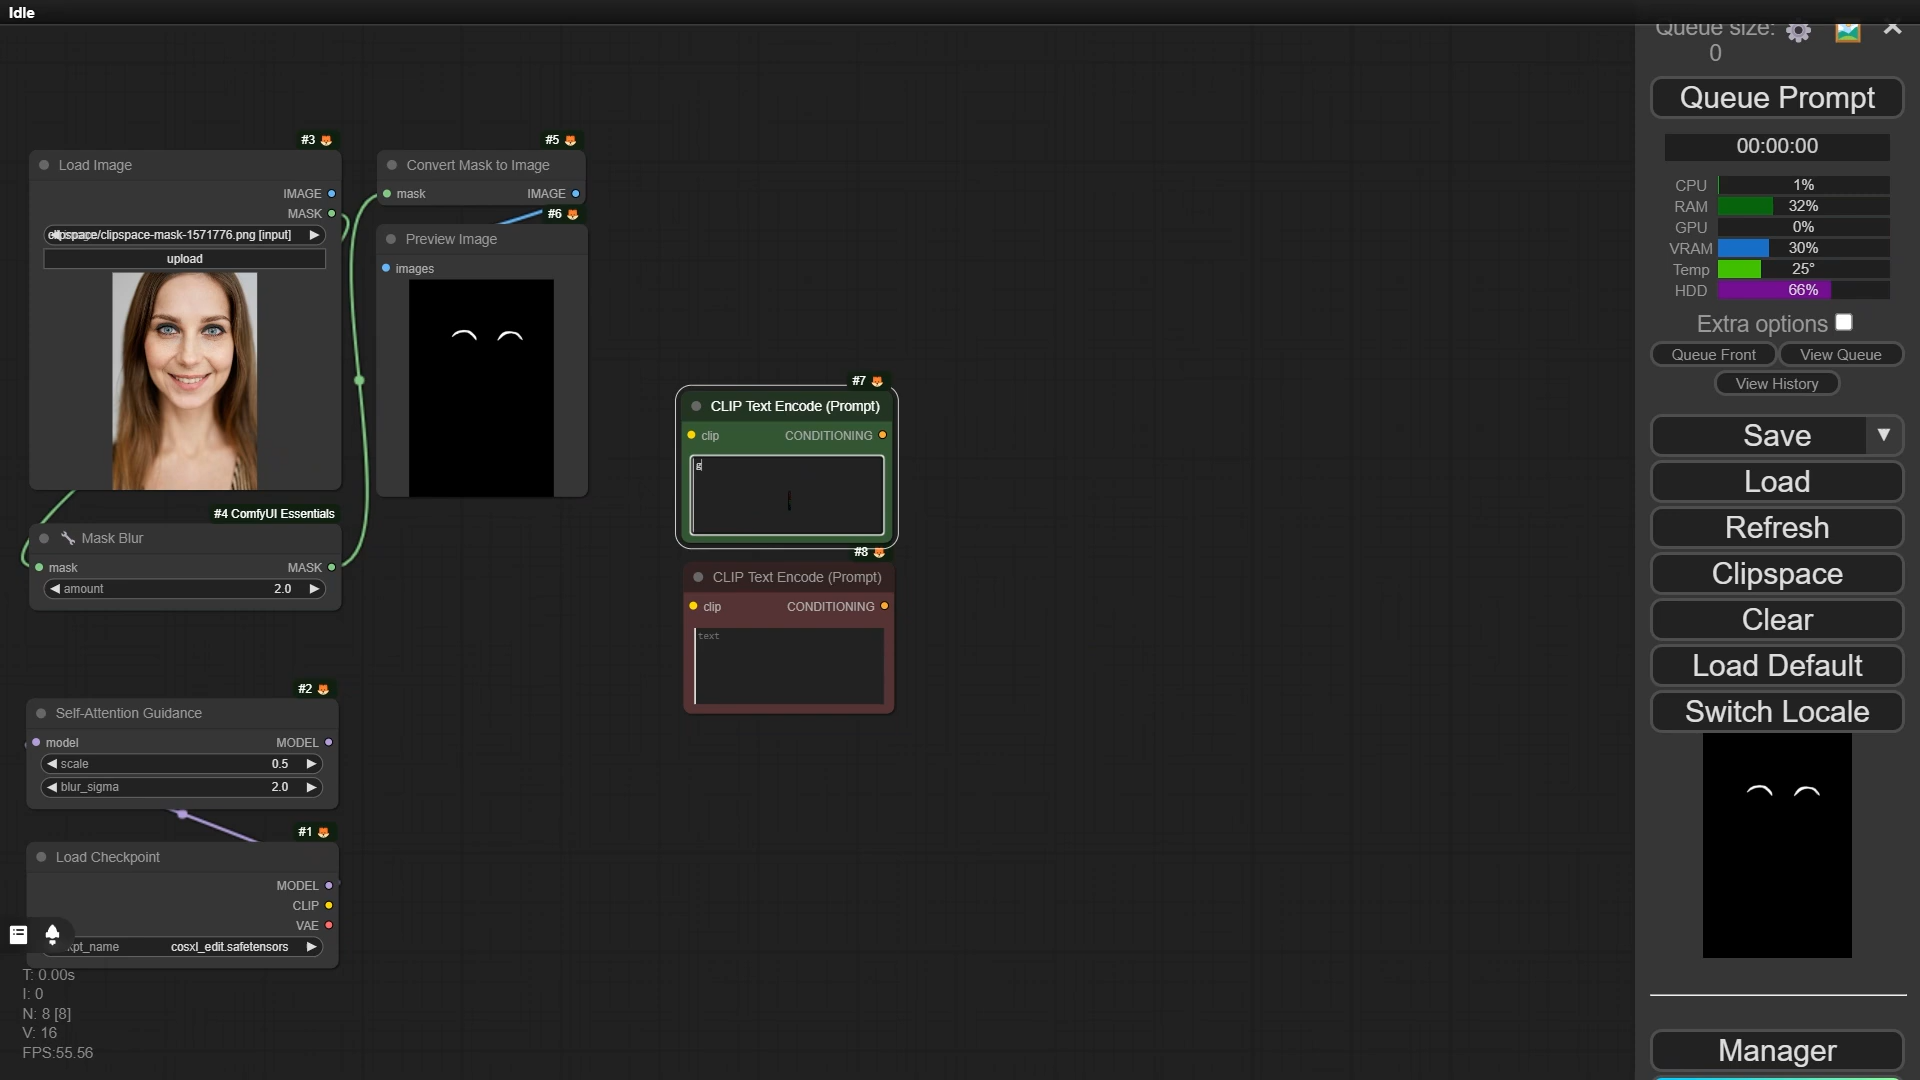 Idle
Queue size:
0
Queue Prompt
00:00:00
CPU 1%
RAM 32%
GPU 0%
VRAM 30%
Temp 25°
HDD 66%
Extra options
Queue Front
View Queue
View History
Save ▼
Load
Refresh
Clipspace
Clear
Load Default
Switch Locale
Manager
#3
Load Image
IMAGE
MASK
clipspace/clipspace-mask-1571776.png [input]
upload
#5
Convert Mask to Image
mask IMAGE
#6
Preview Image
images
#4 ComfyUI Essentials
Mask Blur
mask MASK
amount 2.0
#7
CLIP Text Encode (Prompt)
clip CONDITIONING
g
#8
CLIP Text Encode (Prompt)
clip CONDITIONING
text
#2
Self-Attention Guidance
model MODEL
scale 0.5
blur_sigma 2.0
#1
Load Checkpoint
MODEL
CLIP
VAE
kpt_name cosxl_edit.safetensors
T: 0.00s
I: 0
N: 8 [8]
V: 16
FPS:55.56